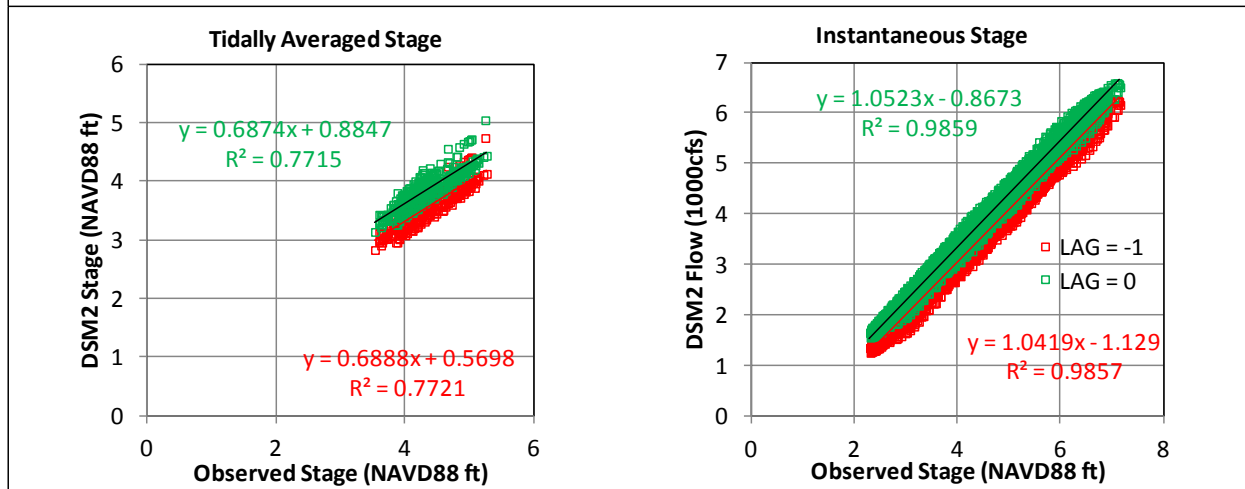 Tidally Averaged Stage
6
5
4
3
2
1
0
0
2
4
6
DSM2 Stage (NAVD88 ft)
Observed Stage (NAVD88 ft)
y = 0.6874x + 0.8847
R² = 0.7715
y = 0.6888x + 0.5698
R² = 0.7721
Instantaneous Stage
7
6
5
4
3
2
1
0
0
2
4
6
8
DSM2 Flow (1000cfs)
Observed Stage (NAVD88 ft)
y = 1.0523x - 0.8673
R² = 0.9859
LAG = -1
LAG = 0
y = 1.0419x - 1.129
R² = 0.9857